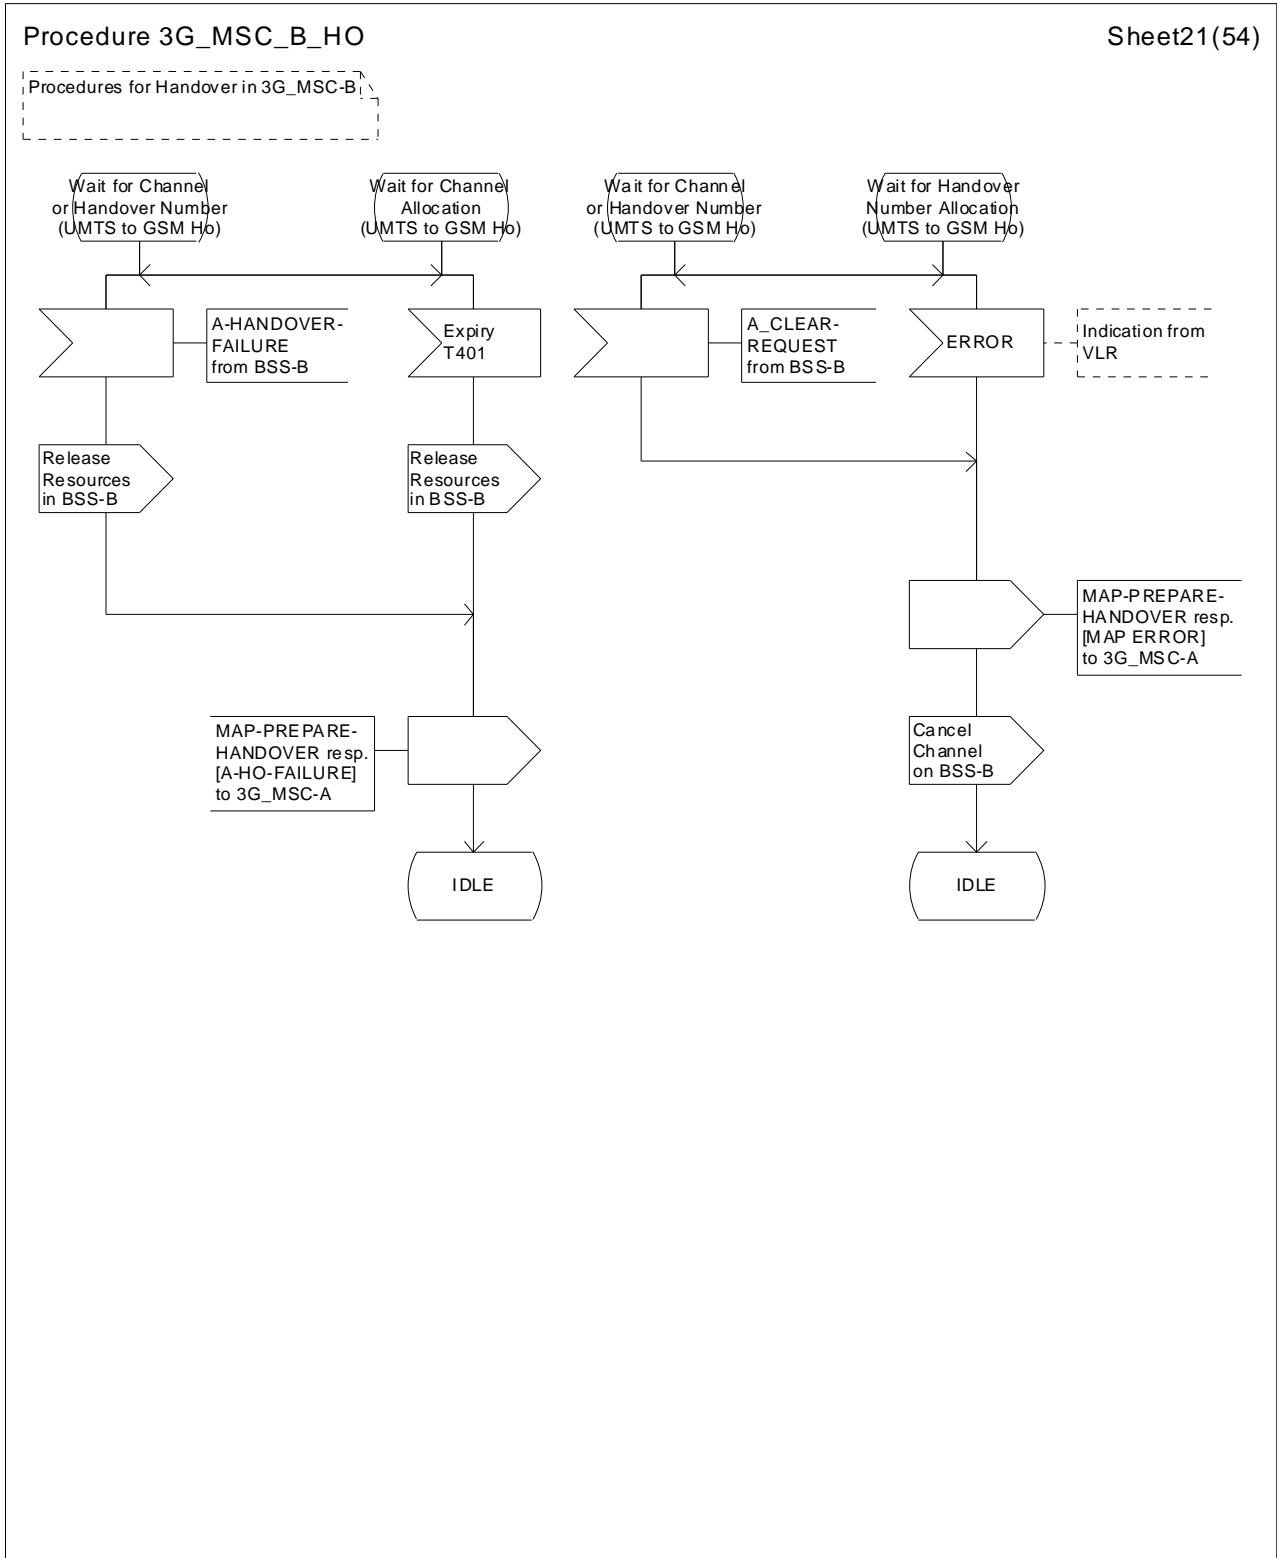 Procedure 3G_MSC_B_HO
Sheet21(54)
Procedures for Handover in 3G_MSC-B
Wait for Channel
or Handover Number
(UMTS to GSM Ho)
Wait for Channel
Allocation
(UMTS to GSM Ho)
Wait for Channel
or Handover Number
(UMTS to GSM Ho)
Wait for Handover
Number Allocation
(UMTS to GSM Ho)
A-HANDOVER-
FAILURE
from BSS-B
Expiry
T401
A_CLEAR-
REQUEST
from BSS-B
ERROR
Indication from
VLR
Release
Resources
in BSS-B
Release
Resources
in BSS-B
MAP-PREPARE-
HANDOVER resp.
[MAP ERROR]
to 3G_MSC-A
MAP-PREPARE-
HANDOVER resp.
[A-HO-FAILURE]
to 3G_MSC-A
Cancel
Channel
on BSS-B
IDLE
IDLE